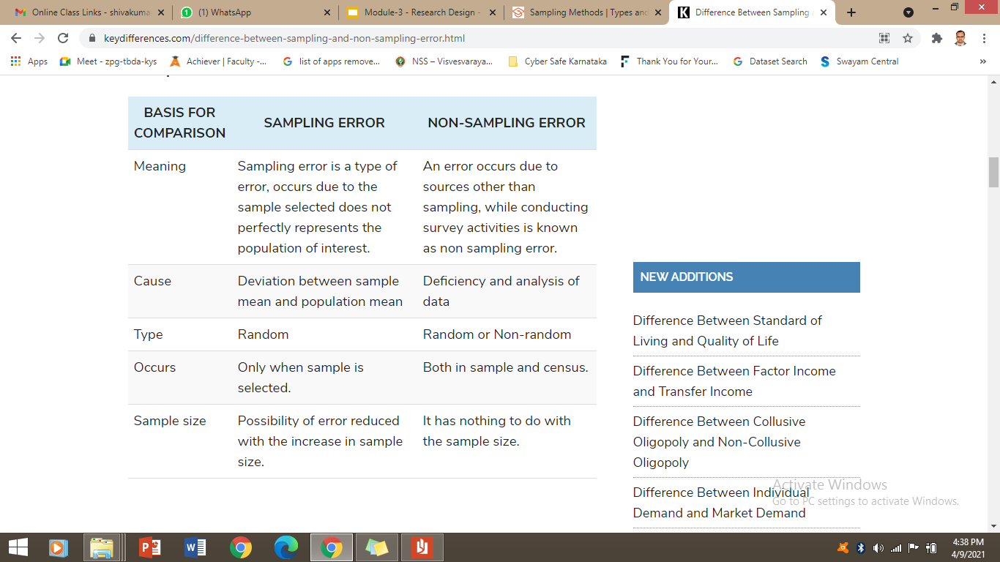 Online Class Links - shivakuma
(1) WhatsApp
Module-3 - Research Design -
Sampling Methods | Types and
Difference Between Sampling
keydifferences.com/difference-between-sampling-and-non-sampling-error.html
Apps
Meet - zpg-tbda-kys
Achiever | Faculty -...
list of apps remove...
NSS – Visvesvaraya...
Cyber Safe Karnataka
Thank You for Your...
Dataset Search
Swayam Central
»
BASIS FOR
COMPARISON
SAMPLING ERROR
NON-SAMPLING ERROR
Meaning
Sampling error is a type of
error, occurs due to the
sample selected does not
perfectly represents the
population of interest.
An error occurs due to
sources other than
sampling, while conducting
survey activities is known
as non sampling error.
Cause
Deviation between sample
mean and population mean
Deficiency and analysis of
data
Type
Random
Random or Non-random
Occurs
Only when sample is
selected.
Both in sample and census.
Sample size
Possibility of error reduced
with the increase in sample
size.
It has nothing to do with
the sample size.
NEW ADDITIONS
Difference Between Standard of
Living and Quality of Life
Difference Between Factor Income
and Transfer Income
Difference Between Collusive
Oligopoly and Non-Collusive
Oligopoly
Difference Between Individual
Demand and Market Demand
Activate Windows
Go to PC settings to activate Windows.
4:38 PM
4/9/2021